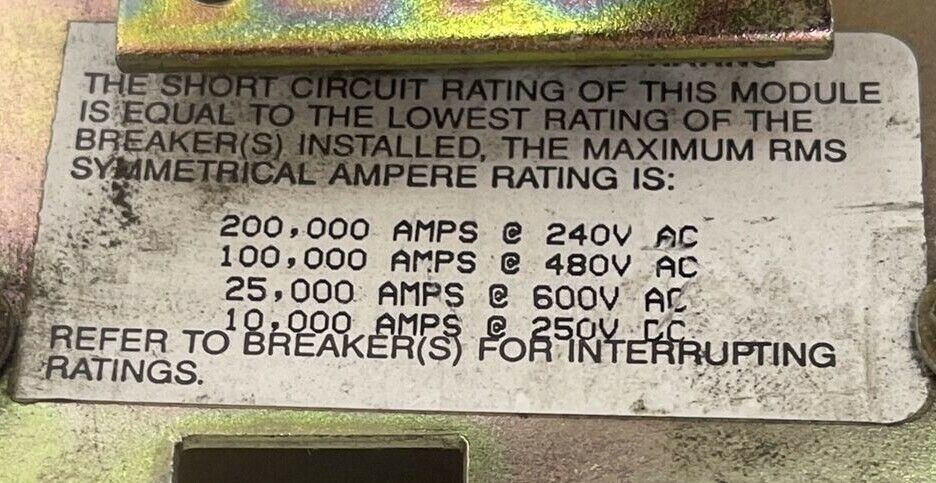 THE SHORT CIRCUIT RATING OF THIS MODULE
IS EQUAL TO THE LOWEST RATING OF THE
BREAKER(S) INSTALLED, THE MAXIMUM RMS
SYMMETRICAL AMPERE RATING IS:
200,000 AMPS @ 240V AC
100,000 AMPS @ 480V AC
25,000 AMPS @ 600V AC
10,000 AMPS @ 250V DC
REFER TO BREAKER(S) FOR INTERRUPTING
RATINGS.